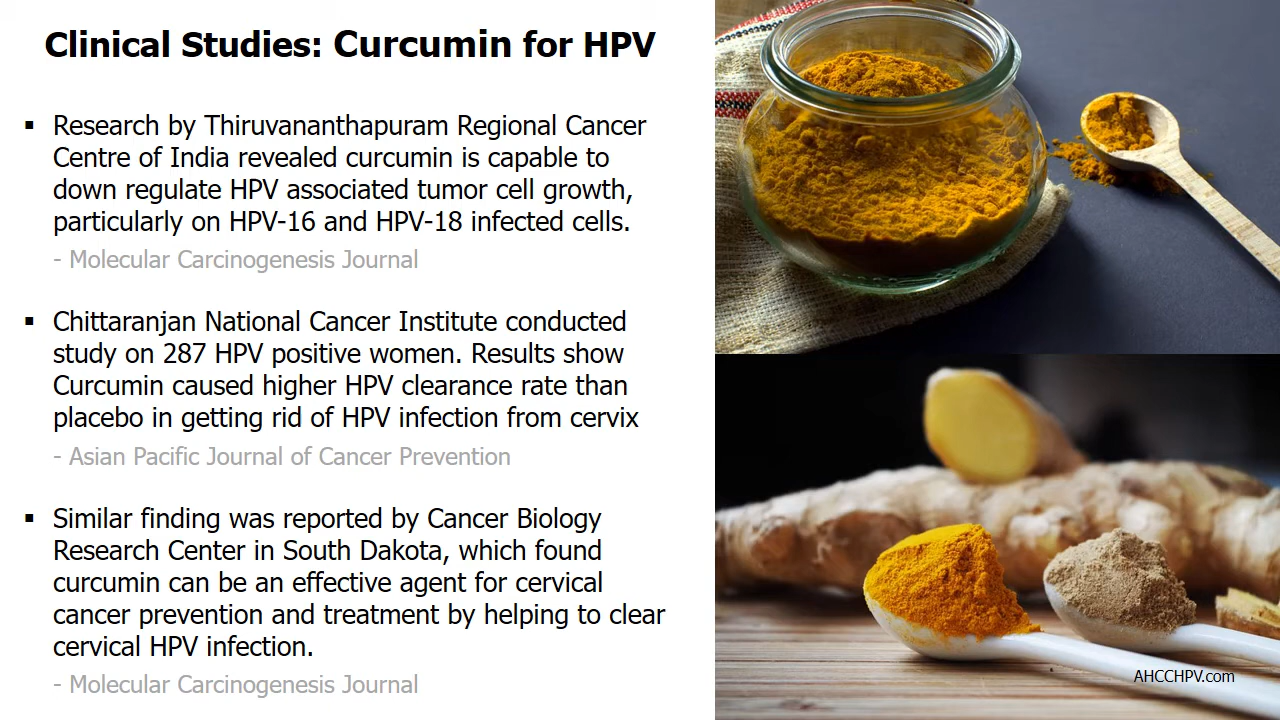 Clinical Studies: Curcumin for HPV
▪ Research by Thiruvananthapuram Regional Cancer
Centre of India revealed curcumin is capable to
down regulate HPV associated tumor cell growth,
particularly on HPV-16 and HPV-18 infected cells.
- Molecular Carcinogenesis Journal
▪ Chittaranjan National Cancer Institute conducted
study on 287 HPV positive women. Results show
Curcumin caused higher HPV clearance rate than
placebo in getting rid of HPV infection from cervix
- Asian Pacific Journal of Cancer Prevention
▪ Similar finding was reported by Cancer Biology
Research Center in South Dakota, which found
curcumin can be an effective agent for cervical
cancer prevention and treatment by helping to clear
cervical HPV infection.
- Molecular Carcinogenesis Journal
AHCCHPV.com